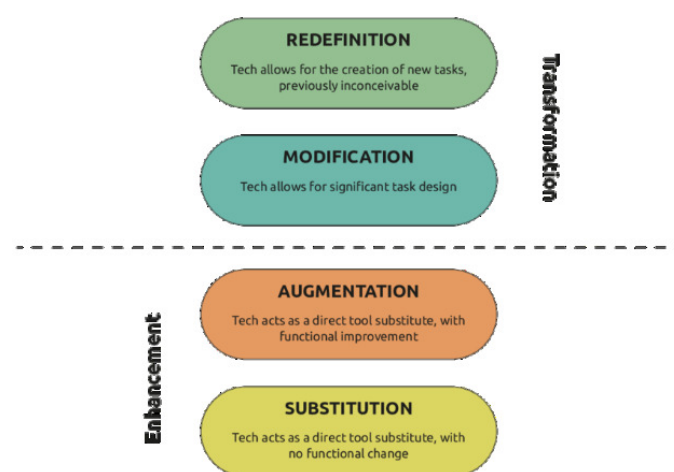 REDEFINITION
Tech allows for the creation of new tasks,
previously inconceivable
Transformation
MODIFICATION
Tech allows for significant task design
AUGMENTATION
Tech acts as a direct tool substitute, with
functional improvement
Enhancement
SUBSTITUTION
Tech acts as a direct tool substitute, with
no functional change